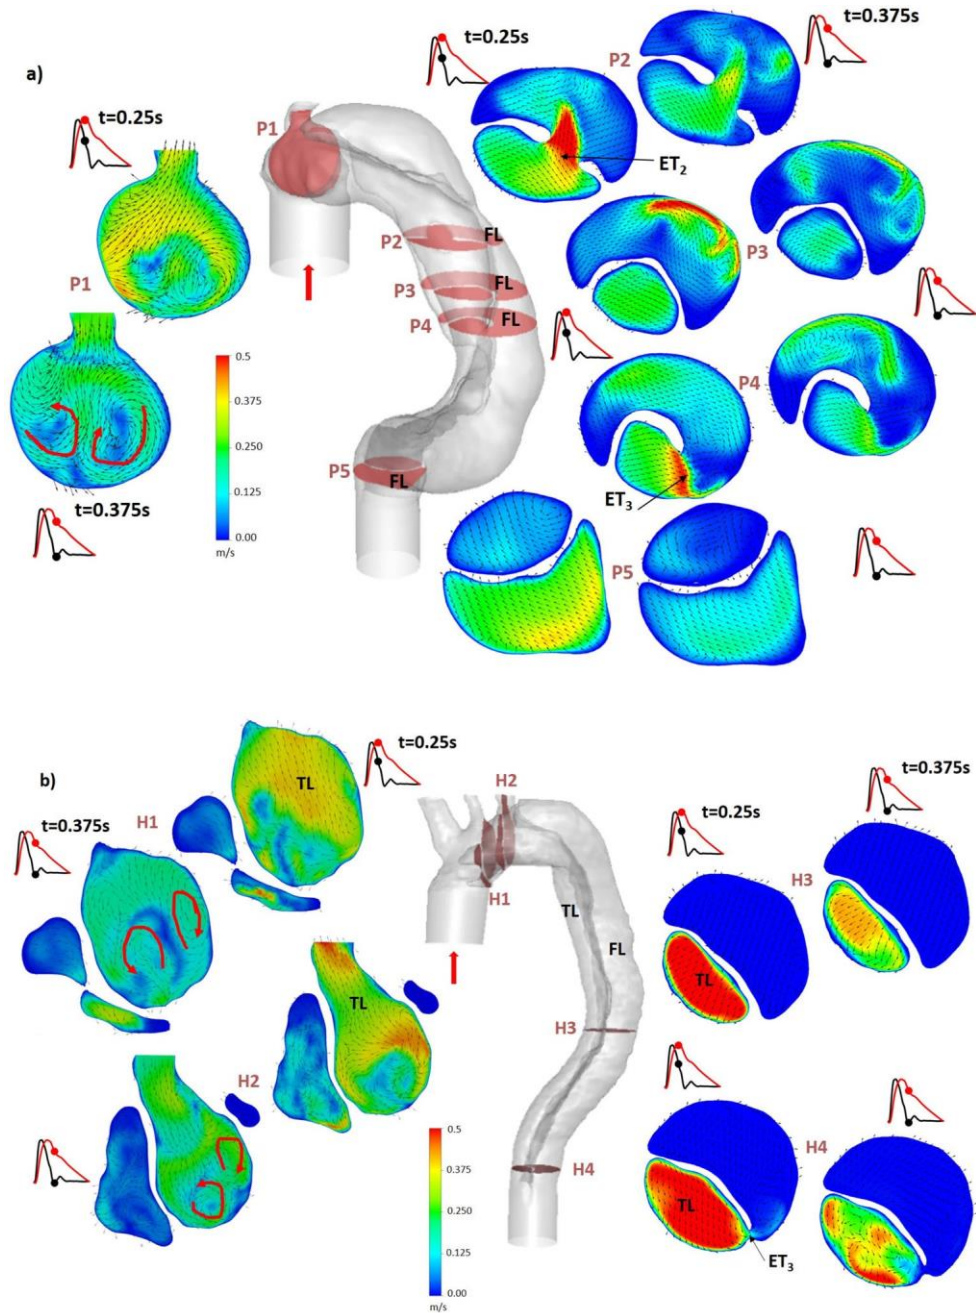 a)
t=0.25s
t=0.375s
P2
t=0.25s
P1
ET2
P2
FL
P3
FL
P3
P4
FL
P1
P4
0.5
0.375
0.250
0.125
0.00
m/s
t=0.375s
P5
FL
ET3
P5
b)
t=0.25s
TL
t=0.375s
H1
H2
H1
TL
FL
t=0.25s
t=0.375s
H3
TL
TL
H2
H3
H4
0.5
0.375
0.250
0.125
0.00
m/s
H4
TL
ET3